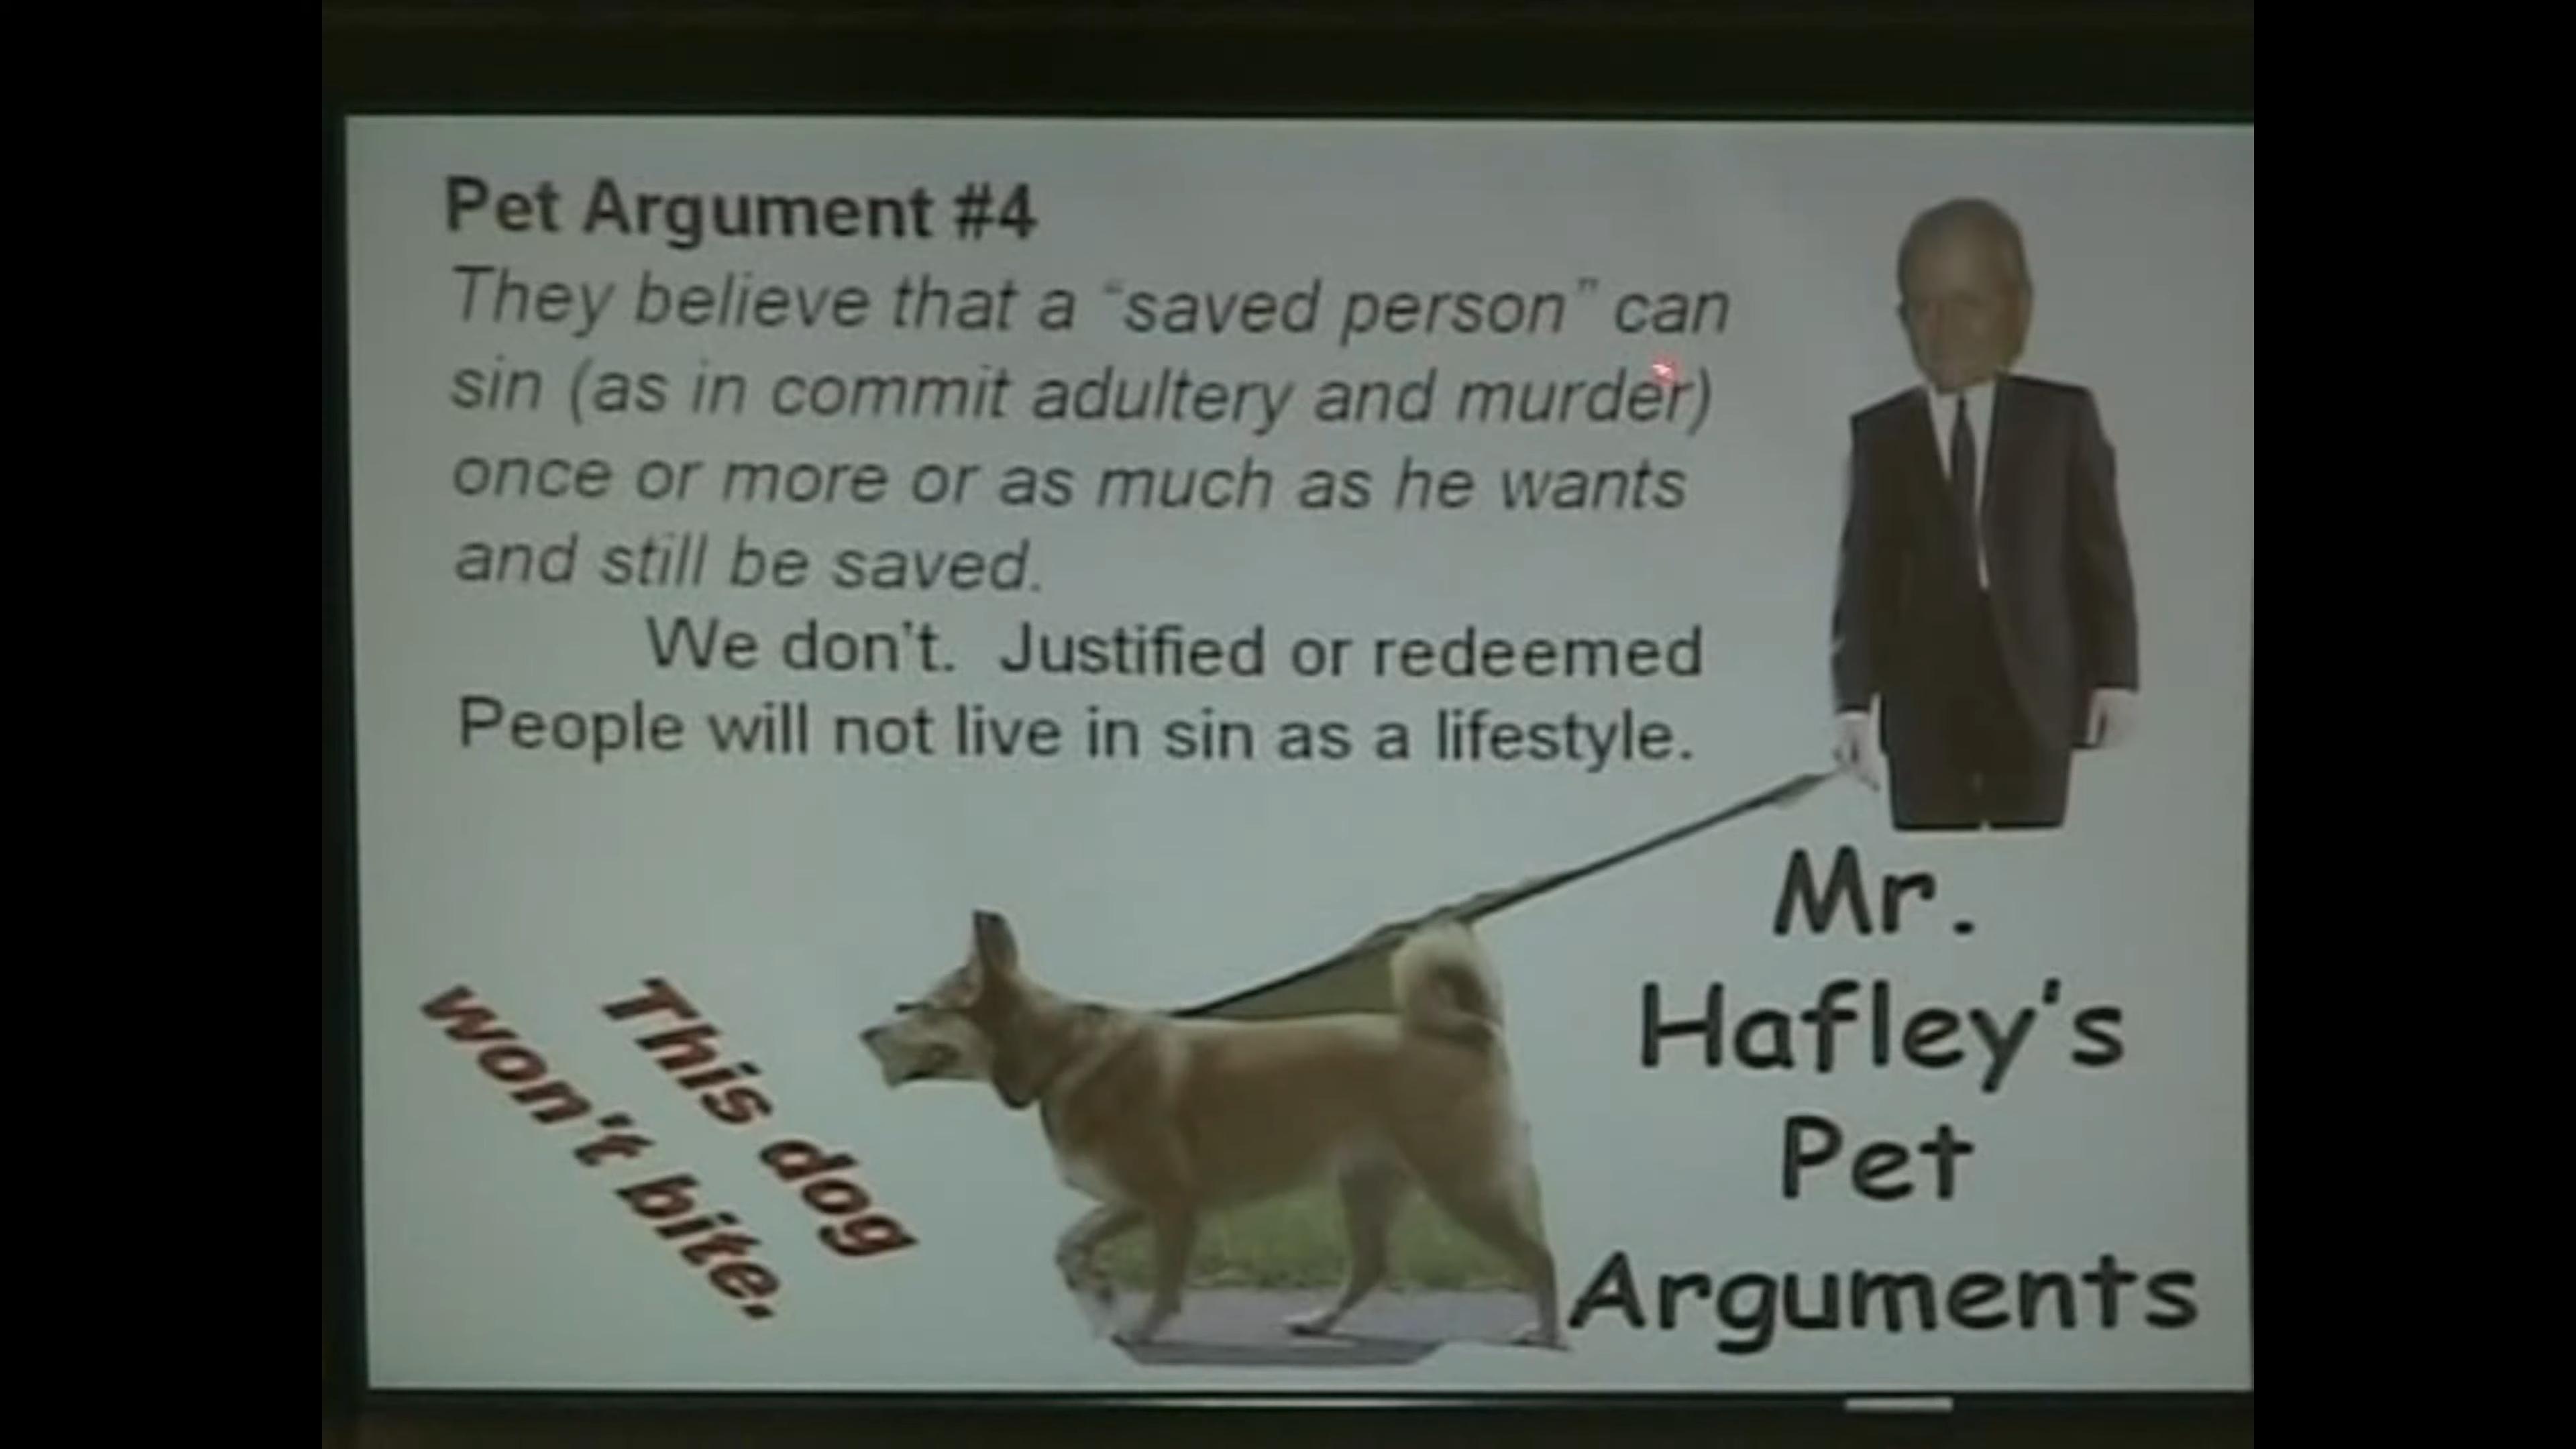 Pet Argument #4
They believe that a “saved person” can
sin (as in commit adultery and murder)
once or more or as much as he wants
and still be saved.
We don't. Justified or redeemed
People will not live in sin as a lifestyle.
This dog
won't bite.
Mr.
Hafley's
Pet
Arguments